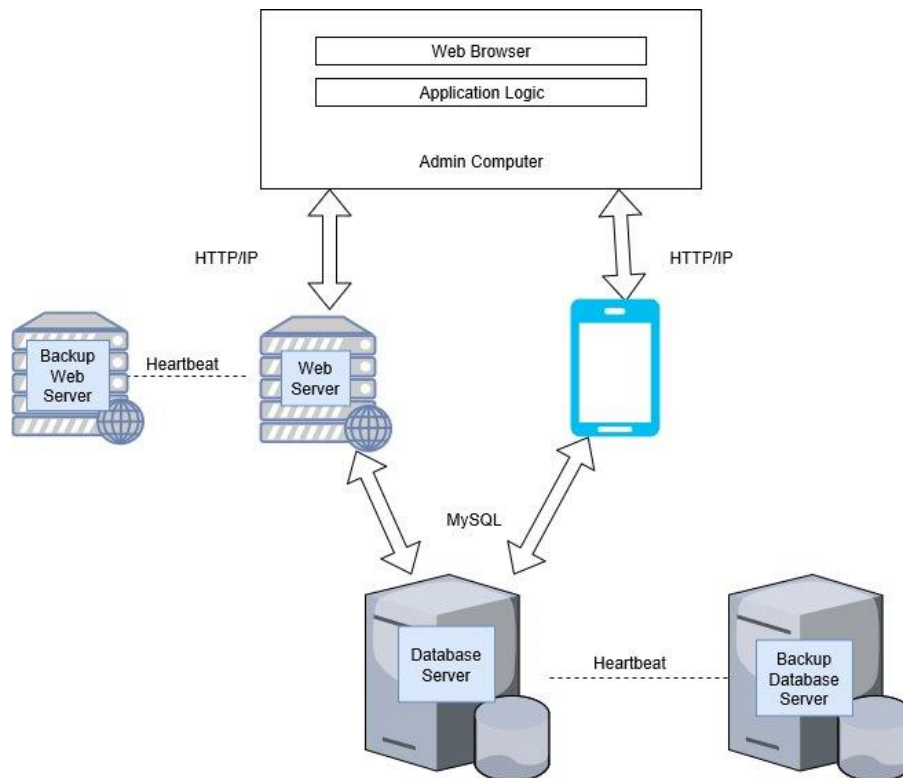 Web Browser
Application Logic
Admin Computer
HTTP/IP
HTTP/IP
Backup
Web
Server
Heartbeat
Web
Server
MySQL
Database
Server
Heartbeat
Backup
Database
Server